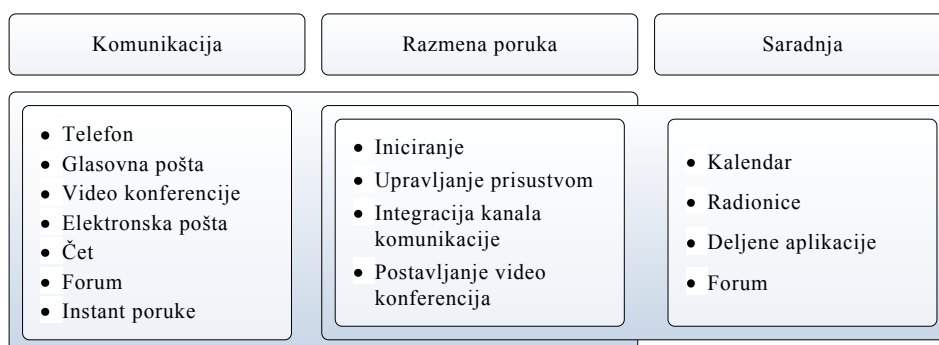 Komunikacija
Razmena poruka
Saradnja
• Telefon
• Glasovna pošta
• Video konferencije
• Elektronska pošta
• Čet
• Forum
• Instant poruke
• Iniciranje
• Upravljanje prisustvom
• Integracija kanala
komunikacije
• Postavljanje video
konferencija
• Kalendar
• Radionice
• Deljene aplikacije
• Forum